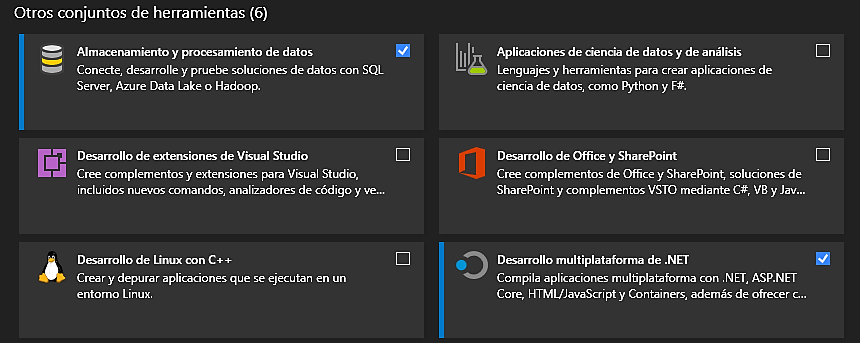 Otros conjuntos de herramientas (6)
Almacenamiento y procesamiento de datos
Conecte, desarrolle y pruebe soluciones de datos con SQL
Server, Azure Data Lake o Hadoop.
Aplicaciones de ciencia de datos y de análisis
Lenguajes y herramientas para crear aplicaciones de
ciencia de datos, como Python y F#.
Desarrollo de extensiones de Visual Studio
Cree complementos y extensiones para Visual Studio,
incluidos nuevos comandos, analizadores de código y ve...
Desarrollo de Office y SharePoint
Cree complementos de Office y SharePoint, soluciones de
SharePoint y complementos VSTO mediante C#, VB y Jav...
Desarrollo de Linux con C++
Crear y depurar aplicaciones que se ejecutan en un
entorno Linux.
Desarrollo multiplataforma de .NET
Compila aplicaciones multiplataforma con .NET, ASP.NET
Core, HTML/JavaScript y Containers, además de ofrecer c...